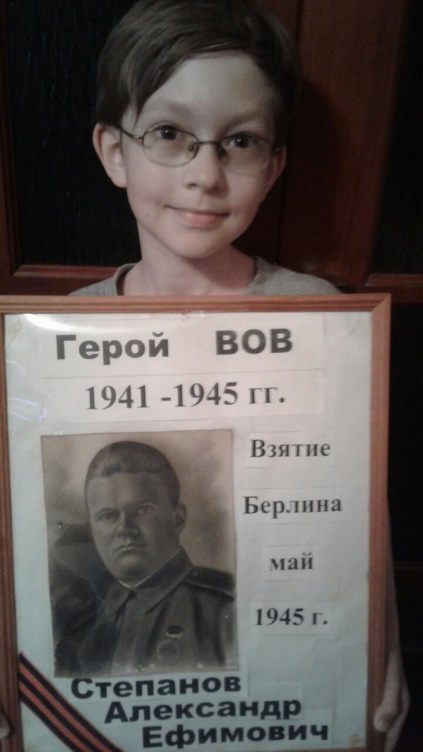 Герой ВОВ
1941 -1945 гг.
Взятие
Берлина
май
1945 г.
Степанов
Александр
Ефимович